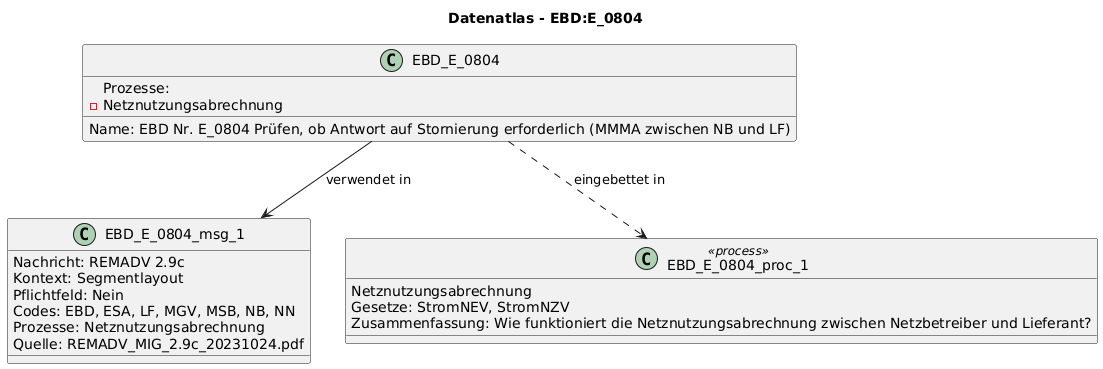 Datenatlas - EBD:E_0804
C EBD_E_0804
Prozesse:
Netznutzungsabrechnung
Name: EBD Nr. E_0804 Prüfen, ob Antwort auf Stornierung erforderlich (MMMA zwischen NB und LF)
verwendet in
eingebettet in
C EBD_E_0804_msg_1
Nachricht: REMADV 2.9c
Kontext: Segmentlayout
Pflichtfeld: Nein
Codes: EBD, ESA, LF, MGV, MSB, NB, NN
Prozesse: Netznutzungsabrechnung
Quelle: REMADV_MIG_2.9c_20231024.pdf
«process»
C EBD_E_0804_proc_1
Netznutzungsabrechnung
Gesetze: StromNEV, StromNZV
Zusammenfassung: Wie funktioniert die Netznutzungsabrechnung zwischen Netzbetreiber und Lieferant?